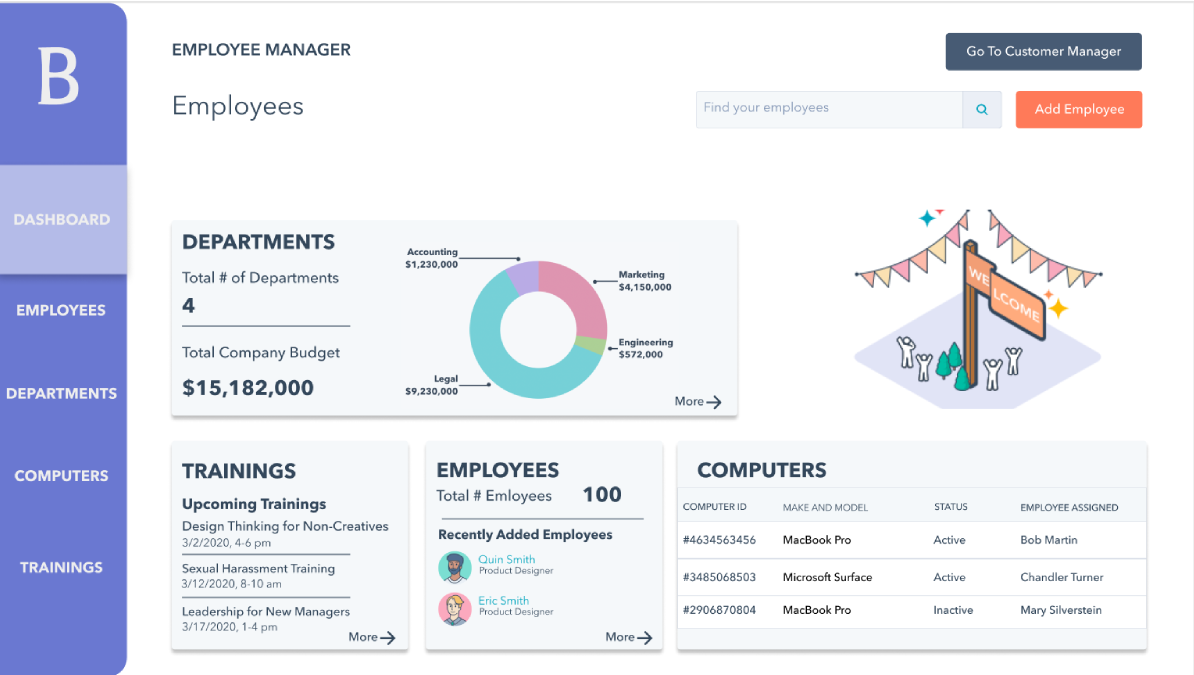 B
DASHBOARD
EMPLOYEES
DEPARTMENTS
COMPUTERS
TRAININGS
EMPLOYEE MANAGER
Go To Customer Manager
Employees
Find your employees
Add Employee
DEPARTMENTS
Total # of Departments
4
Total Company Budget
$15,182,000
Accounting
$1,230,000
Marketing
$4,150,000
Engineering
$572,000
Legal
$9,230,000
More
WELCOME
TRAININGS
Upcoming Trainings
Design Thinking for Non-Creatives
3/2/2020, 4-6 pm
Sexual Harassment Training
3/12/2020, 8-10 am
Leadership for New Managers
3/17/2020, 1-4 pm
More
EMPLOYEES
Total # Emloyees 100
Recently Added Employees
Quin Smith
Product Designer
Eric Smith
Product Designer
More
COMPUTERS
COMPUTER ID MAKE AND MODEL STATUS EMPLOYEE ASSIGNED
#4634563456 MacBook Pro Active Bob Martin
#3485068503 Microsoft Surface Active Chandler Turner
#2906870804 MacBook Pro Inactive Mary Silverstein